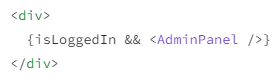 <div>
  {isLoggedIn && <AdminPanel />}
</div>